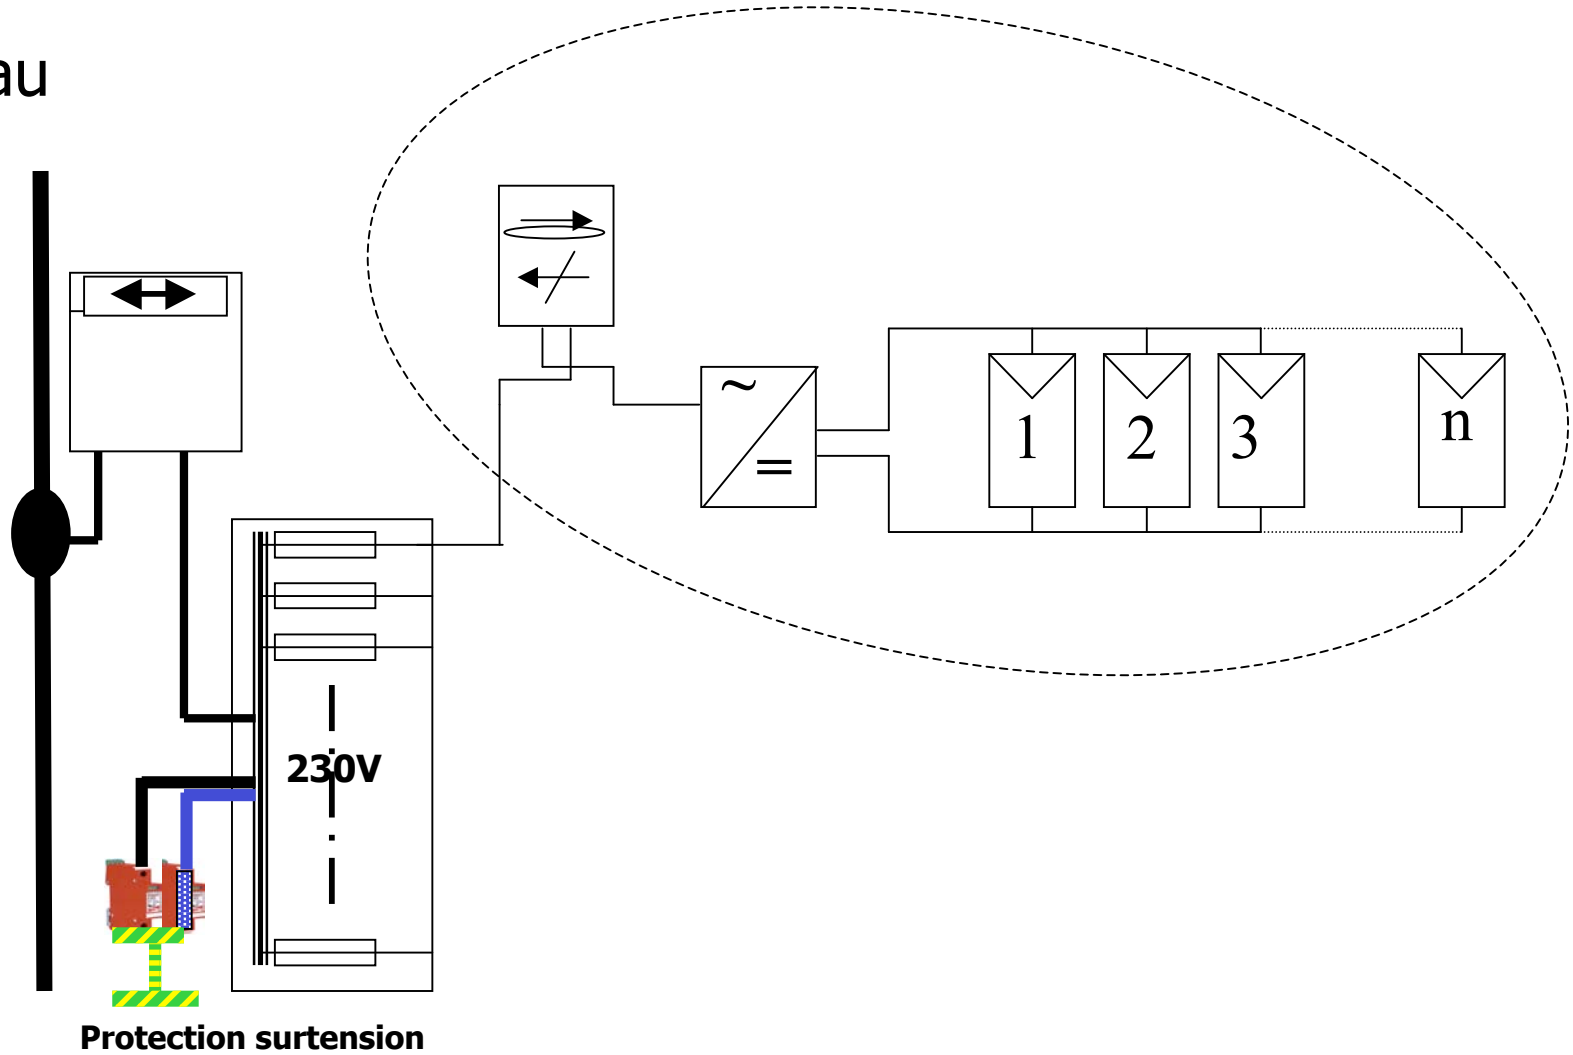 au
~
=
1 2 3 n
230V
Protection surtension